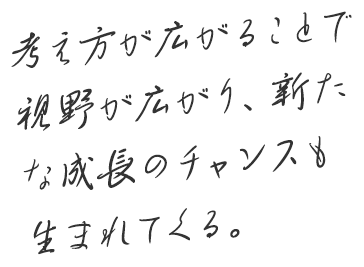 考え方が広がることで
視野が広がり、新た
な成長のチャンスも
生まれてくる。